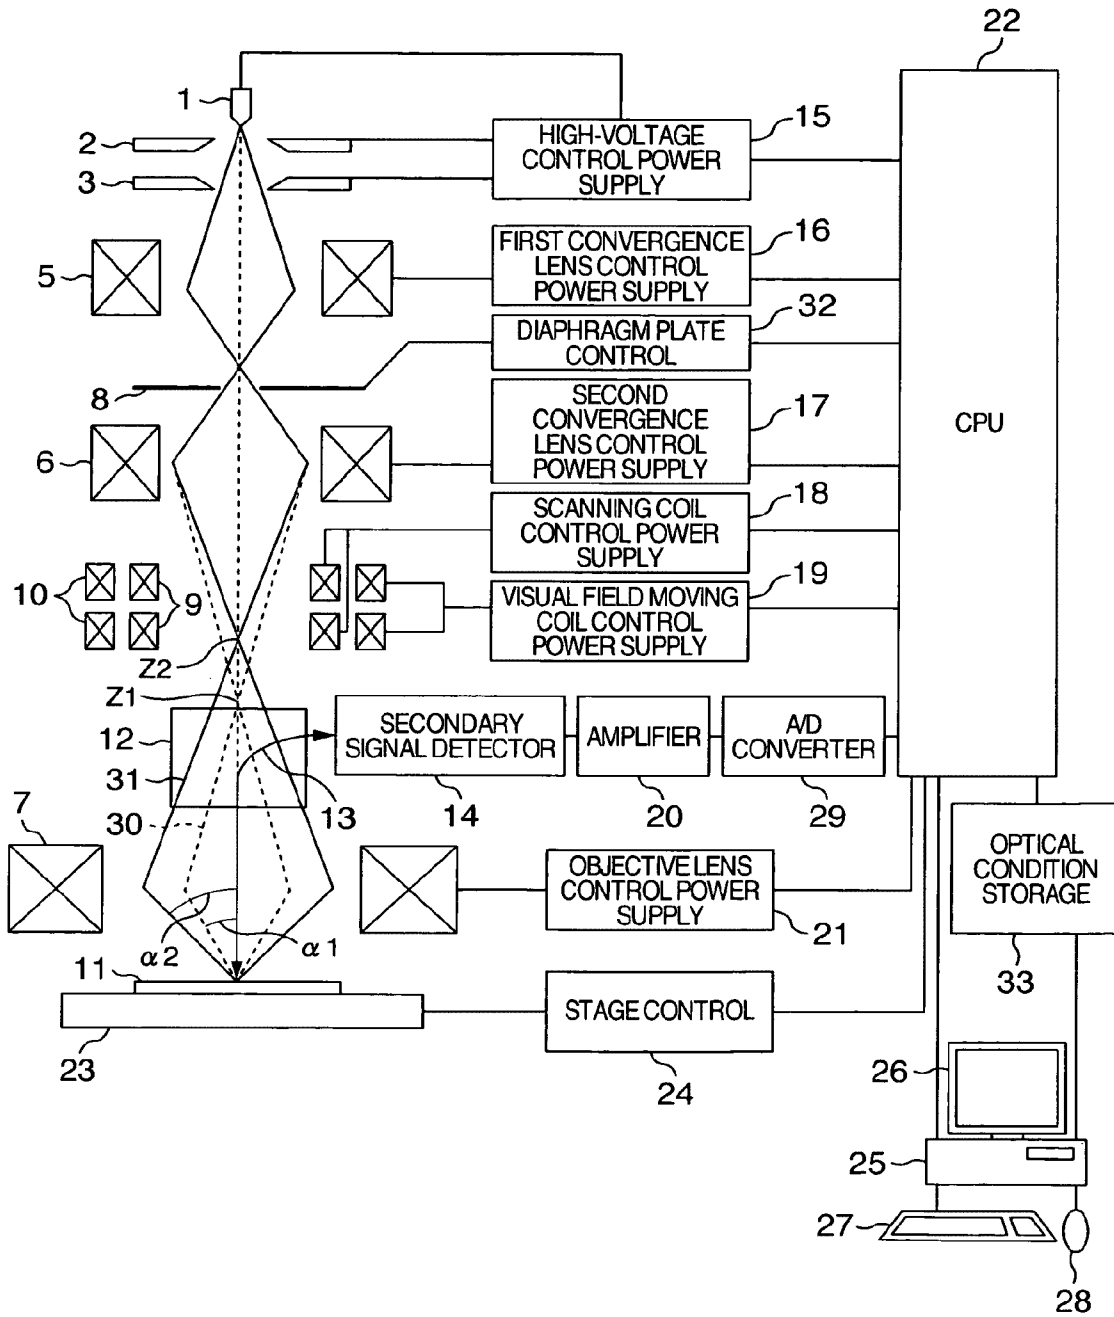 22
1
HIGH-VOLTAGE
CONTROL POWER
SUPPLY
15
2
3
FIRST CONVERGENCE
LENS CONTROL
POWER SUPPLY
16
5
DIAPHRAGM PLATE
CONTROL
32
8
SECOND
CONVERGENCE
LENS CONTROL
POWER SUPPLY
17
CPU
6
SCANNING COIL
CONTROL POWER
SUPPLY
18
10
9
VISUAL FIELD MOVING
COIL CONTROL
POWER SUPPLY
19
Z2
Z1
12
31
13
SECONDARY
SIGNAL DETECTOR
14
AMPLIFIER
20
A/D
CONVERTER
29
7
30
OBJECTIVE LENS
CONTROL POWER
SUPPLY
21
OPTICAL
CONDITION
STORAGE
33
α2
α1
11
23
STAGE CONTROL
24
26
25
27
28